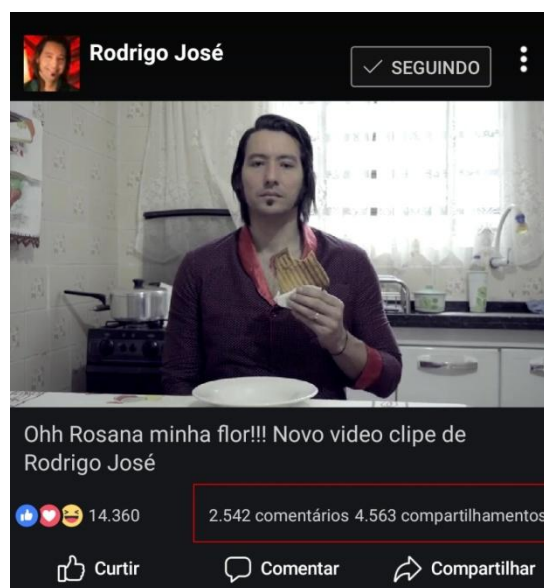 Rodrigo José
SEGUINDO
Ohh Rosana minha flor!!! Novo video clipe de
Rodrigo José
14.360
2.542 comentários 4.563 compartilhamentos
Curtir Comentar Compartilhar